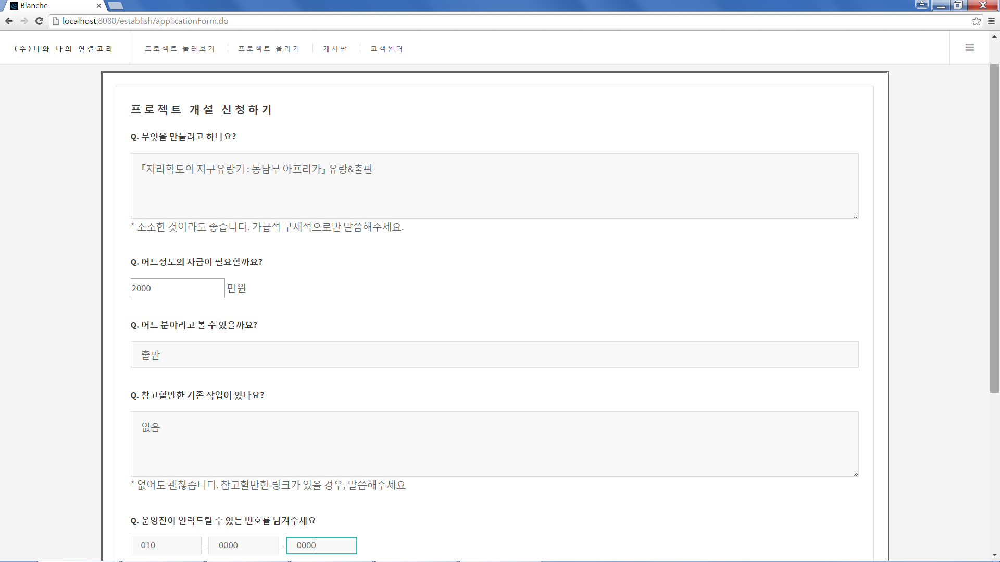 Blanche
localhost:8080/establish/applicationForm.do
(주)너와 나의 연결고리
프로젝트 둘러보기
프로젝트 올리기
게시판
고객센터
프로젝트 개설 신청하기
Q. 무엇을 만들려고 하나요?
『지리학도의 지구유랑기 : 동남부 아프리카』 유랑&출판
* 소소한 것이라도 좋습니다. 가급적 구체적으로만 말씀해주세요.
Q. 어느정도의 자금이 필요할까요?
2000 만원
Q. 어느 분야라고 볼 수 있을까요?
출판
Q. 참고할만한 기존 작업이 있나요?
없음
* 없어도 괜찮습니다. 참고할만한 링크가 있을 경우, 말씀해주세요
Q. 운영진이 연락드릴 수 있는 번호를 남겨주세요
010 - 0000 - 0000